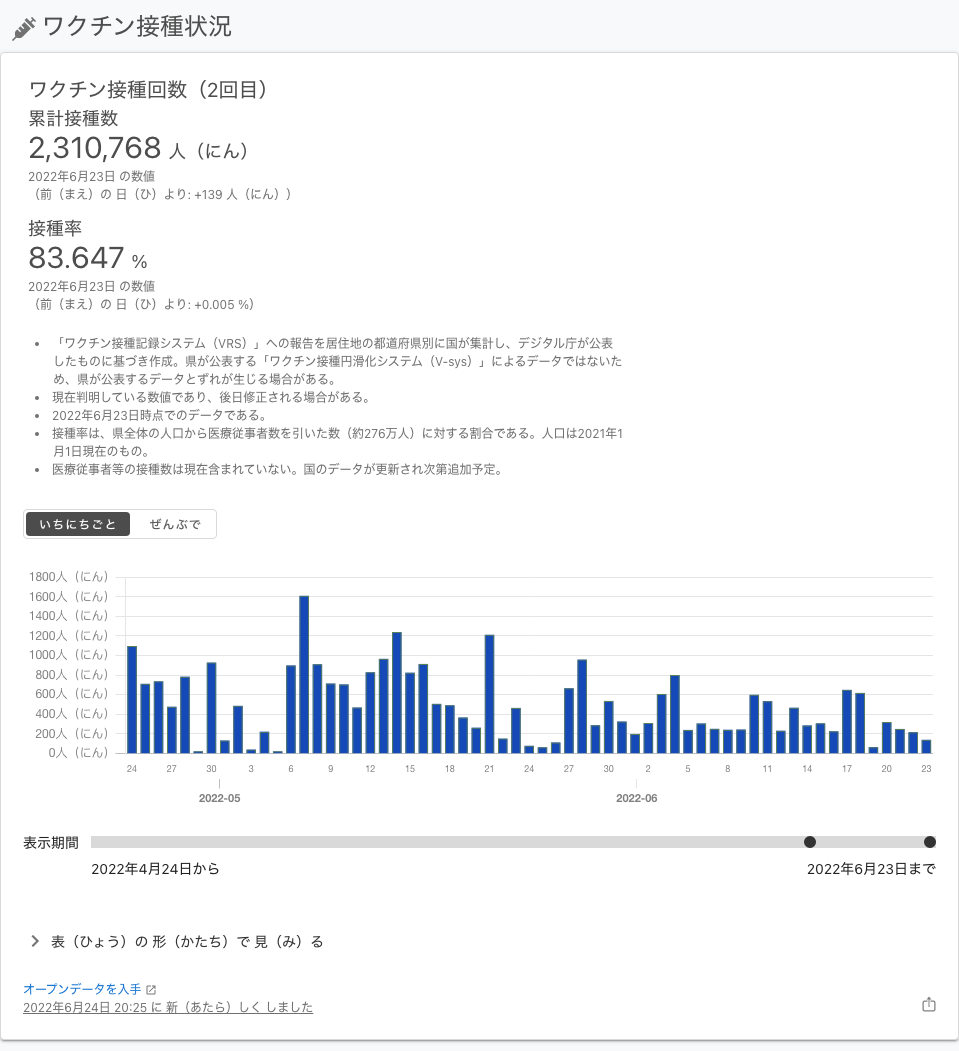 ワクチン接種状況
ワクチン接種回数（2回目）
累計接種数
2,310,768 人（にん）
2022年6月23日 の数値
（前（まえ）の 日（ひ）より: +139 人（にん））
接種率
83.647 %
2022年6月23日 の数値
（前（まえ）の 日（ひ）より: +0.005 %）
「ワクチン接種記録システム（VRS）」への報告を居住地の都道府県別に国が集計し、デジタル庁が公表
したものに基づき作成。県が公表する「ワクチン接種円滑化システム（V-sys）」によるデータではないた
め、県が公表するデータとずれが生じる場合がある。
現在判明している数値であり、後日修正される場合がある。
2022年6月23日時点でのデータである。
接種率は、県全体の人口から医療従事者数を引いた数（約276万人）に対する割合である。人口は2021年1
月1日現在のもの。
医療従事者等の接種数は現在含まれていない。国のデータが更新され次第追加予定。
いちにちごと ぜんぶで
1800人（にん）
1600人（にん）
1400人（にん）
1200人（にん）
1000人（にん）
800人（にん）
600人（にん）
400人（にん）
200人（にん）
0人（にん）
24 27 30 3 6 9 12 15 18 21 24 27 30 2 5 8 11 14 17 20 23
2022-05 2022-06
表示期間
2022年4月24日から 2022年6月23日まで
表（ひょう）の 形（かたち）で 見（み）る
オープンデータを入手
2022年6月24日 20:25 に 新（あたら）しく しました